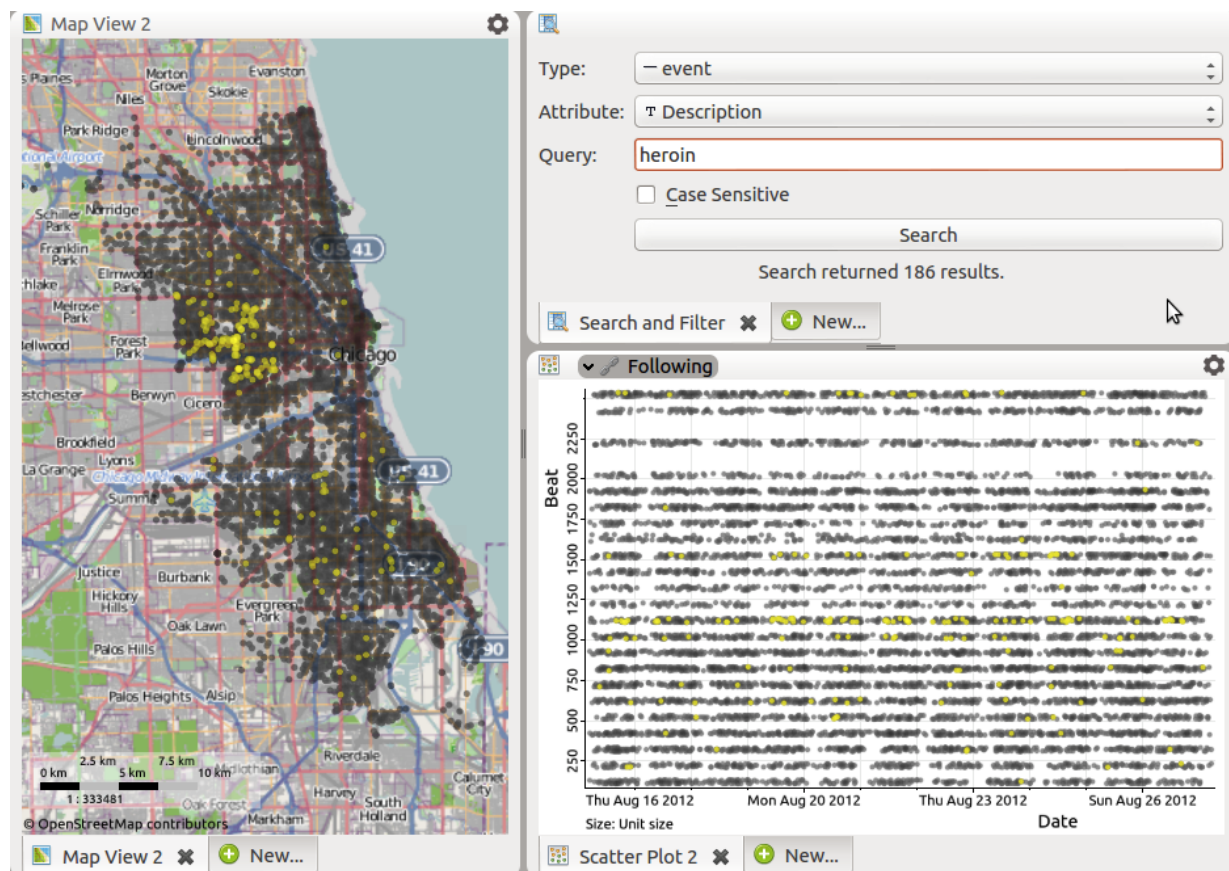 Map View 2
Evanston
s Plaines
Morton
Grove
Skokie
Niles
Park Ridge
Lincolnwood
tional Airport
Schiller
Park
Norridge
US 41
Franklin
Park
Elmwood
Park
hlake
Melrose
Park
Bellwood
Forest
Park
Chicago
stchester
Berwyn
Cicero
Brookfield
Lyons
La Grange
US 41
Summit
Justice
Burbank
Hickory
Hills
Evergreen
Park
Oak Lawn
90
Palos Hills
Palos Heights
Alsip
Riverdale
2.5 km
7.5 km
0 km
5 km
10 km
Midlothian
Calumet
City
1 : 333481
Harvey
South
Holland
Oak Forest
Markham
© OpenStreetMap contributors
Map View 2
New...
Type:
event
Attribute:
T Description
Query:
heroin
Case Sensitive
Search
Search returned 186 results.
Search and Filter
New...
Following
Beat
2250
2000
1750
1500
1250
1000
750
500
250
Thu Aug 16 2012
Mon Aug 20 2012
Thu Aug 23 2012
Sun Aug 26 2012
Size: Unit size
Date
Scatter Plot 2
New...